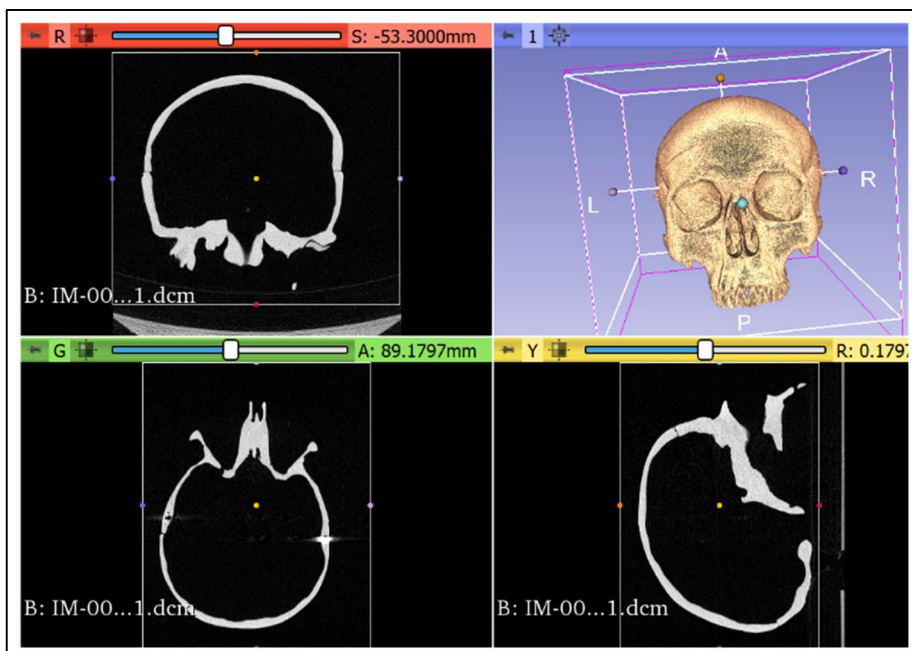 R S: -53.3000mm
B: IM-00...1.dcm
1
A
L
R
P
G A: 89.1797mm
B: IM-00...1.dcm
Y R: 0.1797
B: IM-00...1.dcm